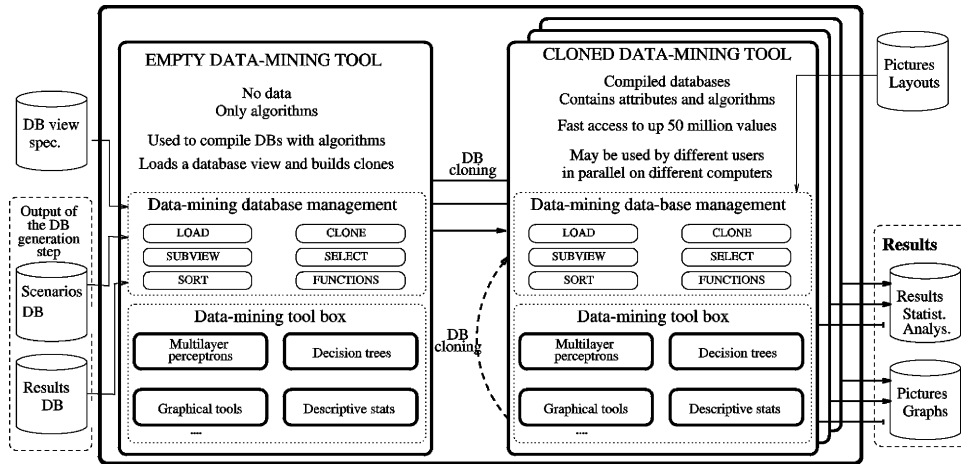 EMPTY DATA-MINING TOOL
No data
Only algorithms
Used to compile DBs with algorithms
Loads a database view and builds clones
Data-mining database management
LOAD
CLONE
SUBVIEW
SELECT
SORT
FUNCTIONS
Data-mining tool box
Multilayer
perceptrons
Decision trees
Graphical tools
Descriptive stats
....
DB view
spec.
Output of
the DB
generation
step
Scenarios
DB
Results
DB
DB
cloning
DB
cloning
CLONED DATA-MINING TOOL
Compiled databases
Contains attributes and algorithms
Fast access to up 50 million values
May be used by different users
in parallel on different computers
Data-mining data-base management
LOAD
CLONE
SUBVIEW
SELECT
SORT
FUNCTIONS
Data-mining tool box
Multilayer
perceptrons
Decision trees
Graphical tools
Descriptive stats
....
Pictures
Layouts
Results
Results
Statist.
Analys.
Pictures
Graphs